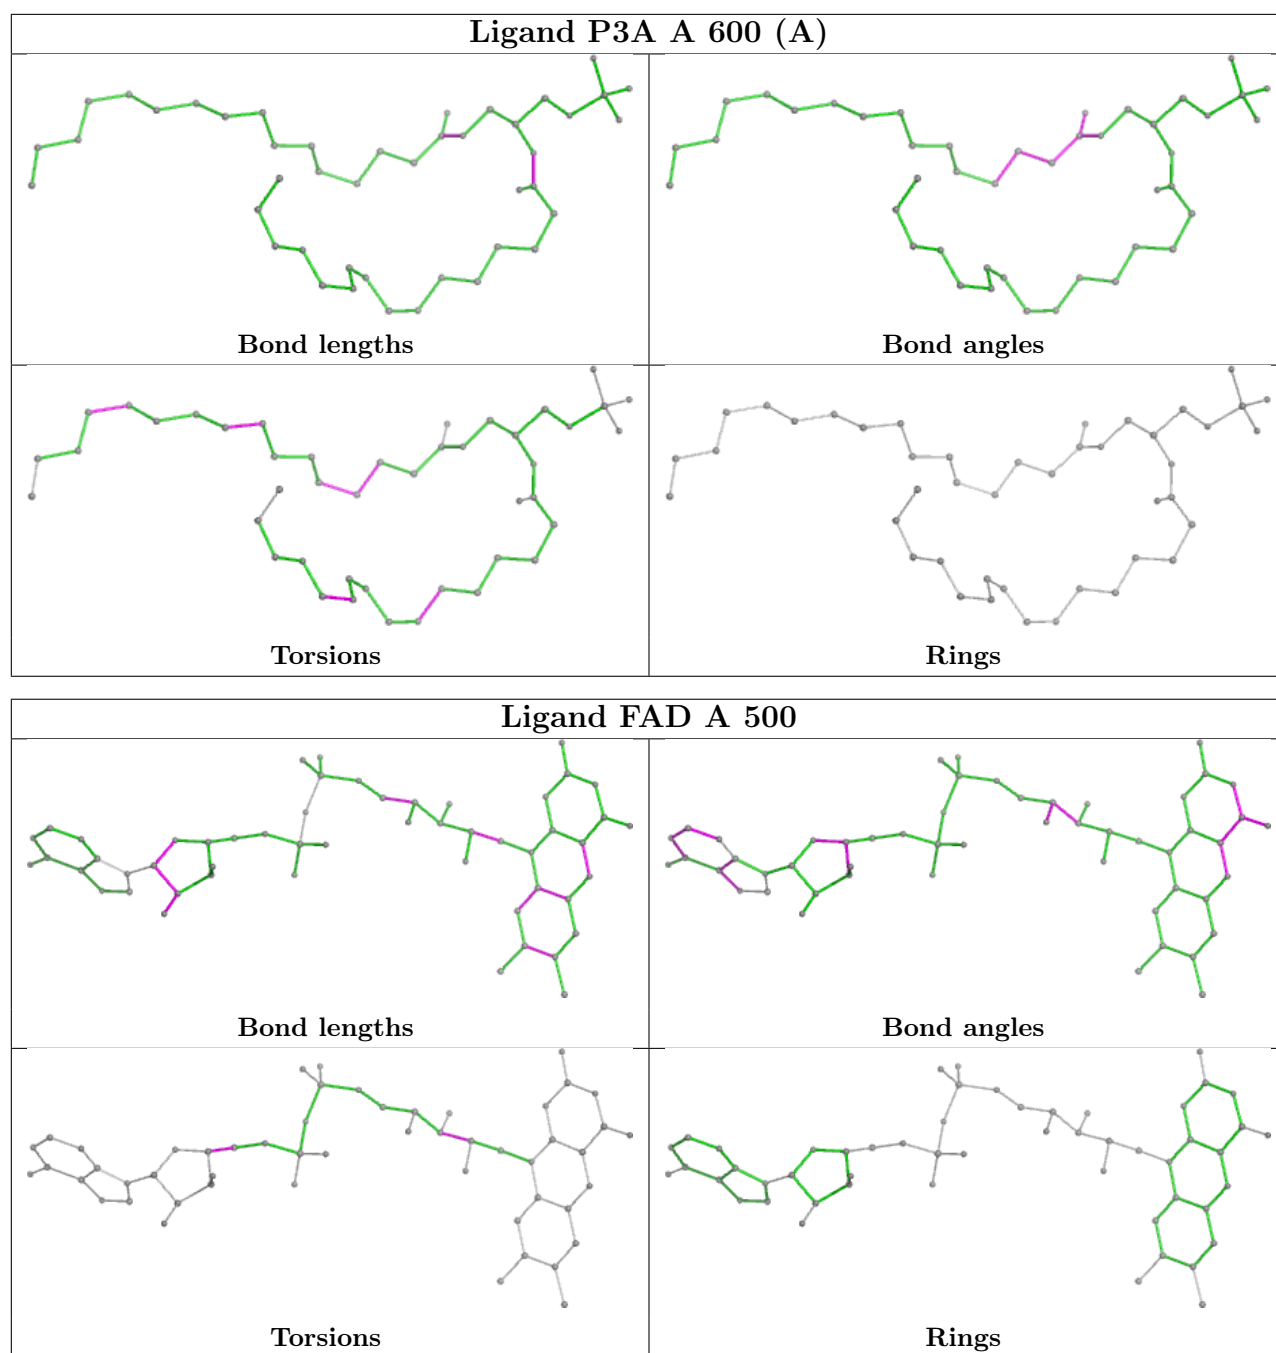 Ligand P3A A 600 (A)
Bond lengths
Bond angles
Torsions
Rings
Ligand FAD A 500
Bond lengths
Bond angles
Torsions
Rings